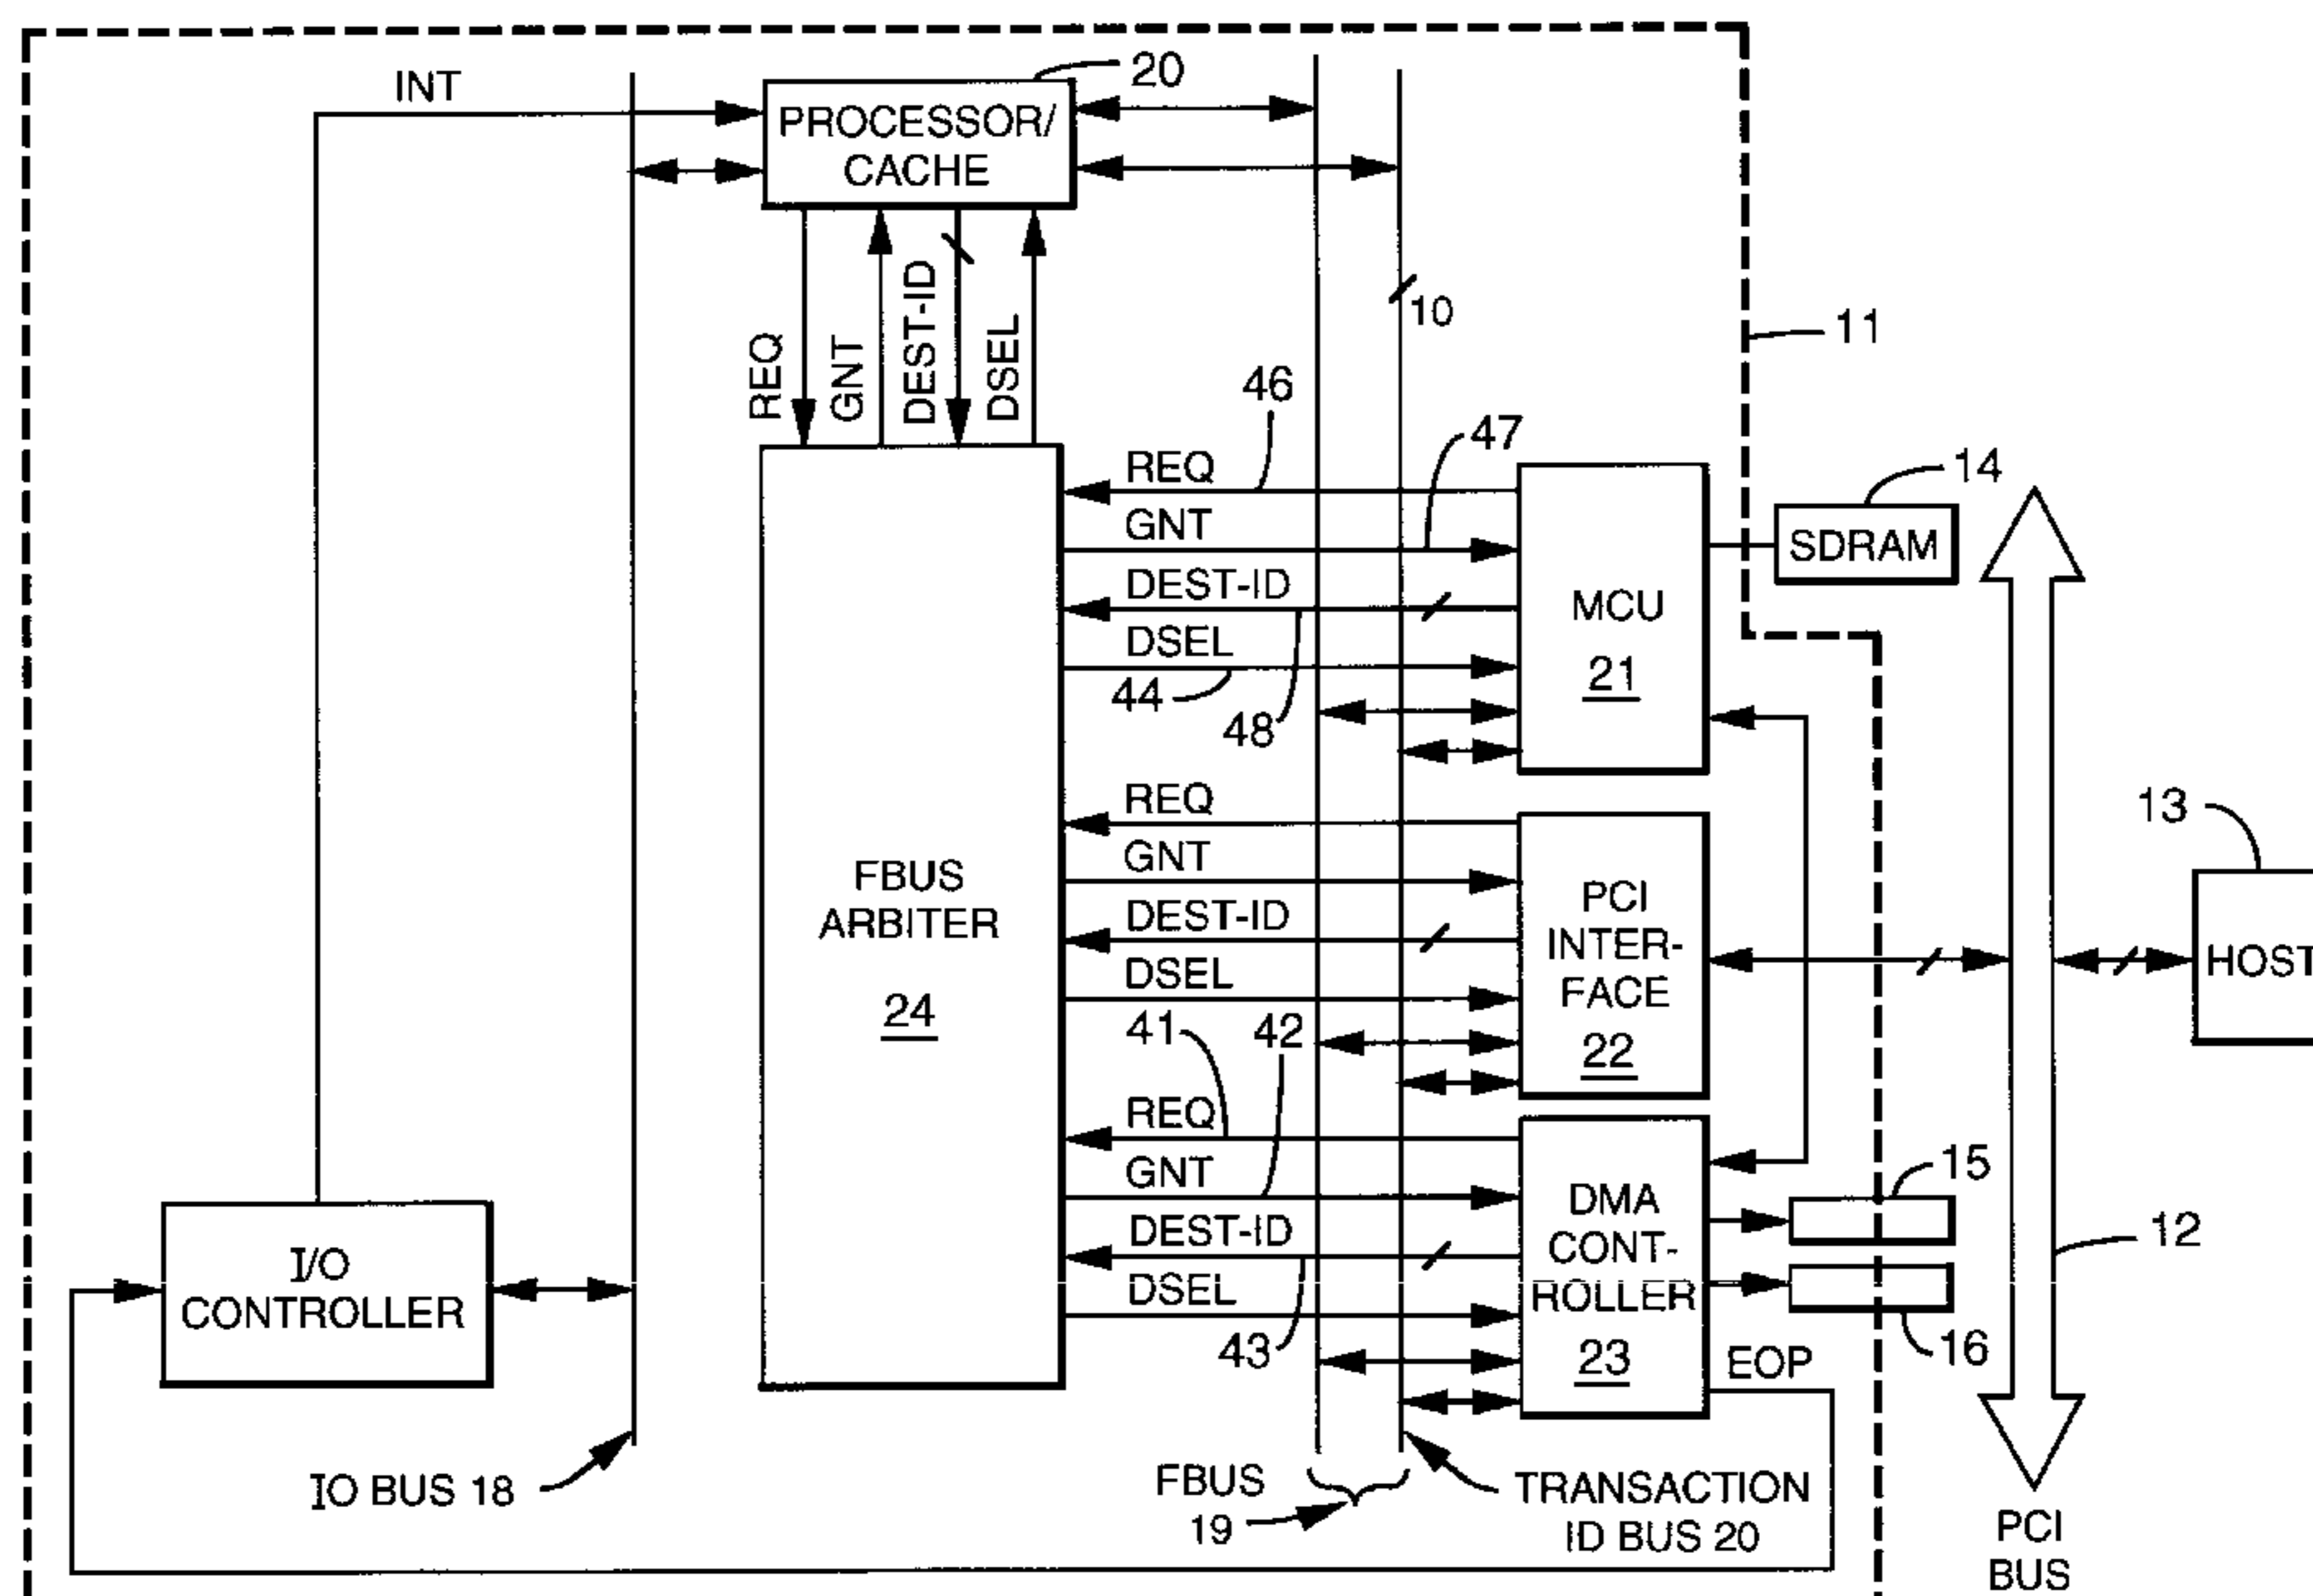 INT
20
PROCESSOR/
CACHE
REQ
GNT
DEST-ID
DSEL
10
11
46
47
REQ
GNT
DEST-ID
DSEL
44
48
MCU
21
14
SDRAM
13
HOST
REQ
GNT
DEST-ID
DSEL
FBUS
ARBITER
24
PCI
INTER-
FACE
22
41
42
REQ
GNT
DEST-ID
DSEL
43
DMA
CONT-
ROLLER
23
EOP
15
16
12
I/O
CONTROLLER
IO BUS 18
FBUS
19
TRANSACTION
ID BUS 20
PCI
BUS